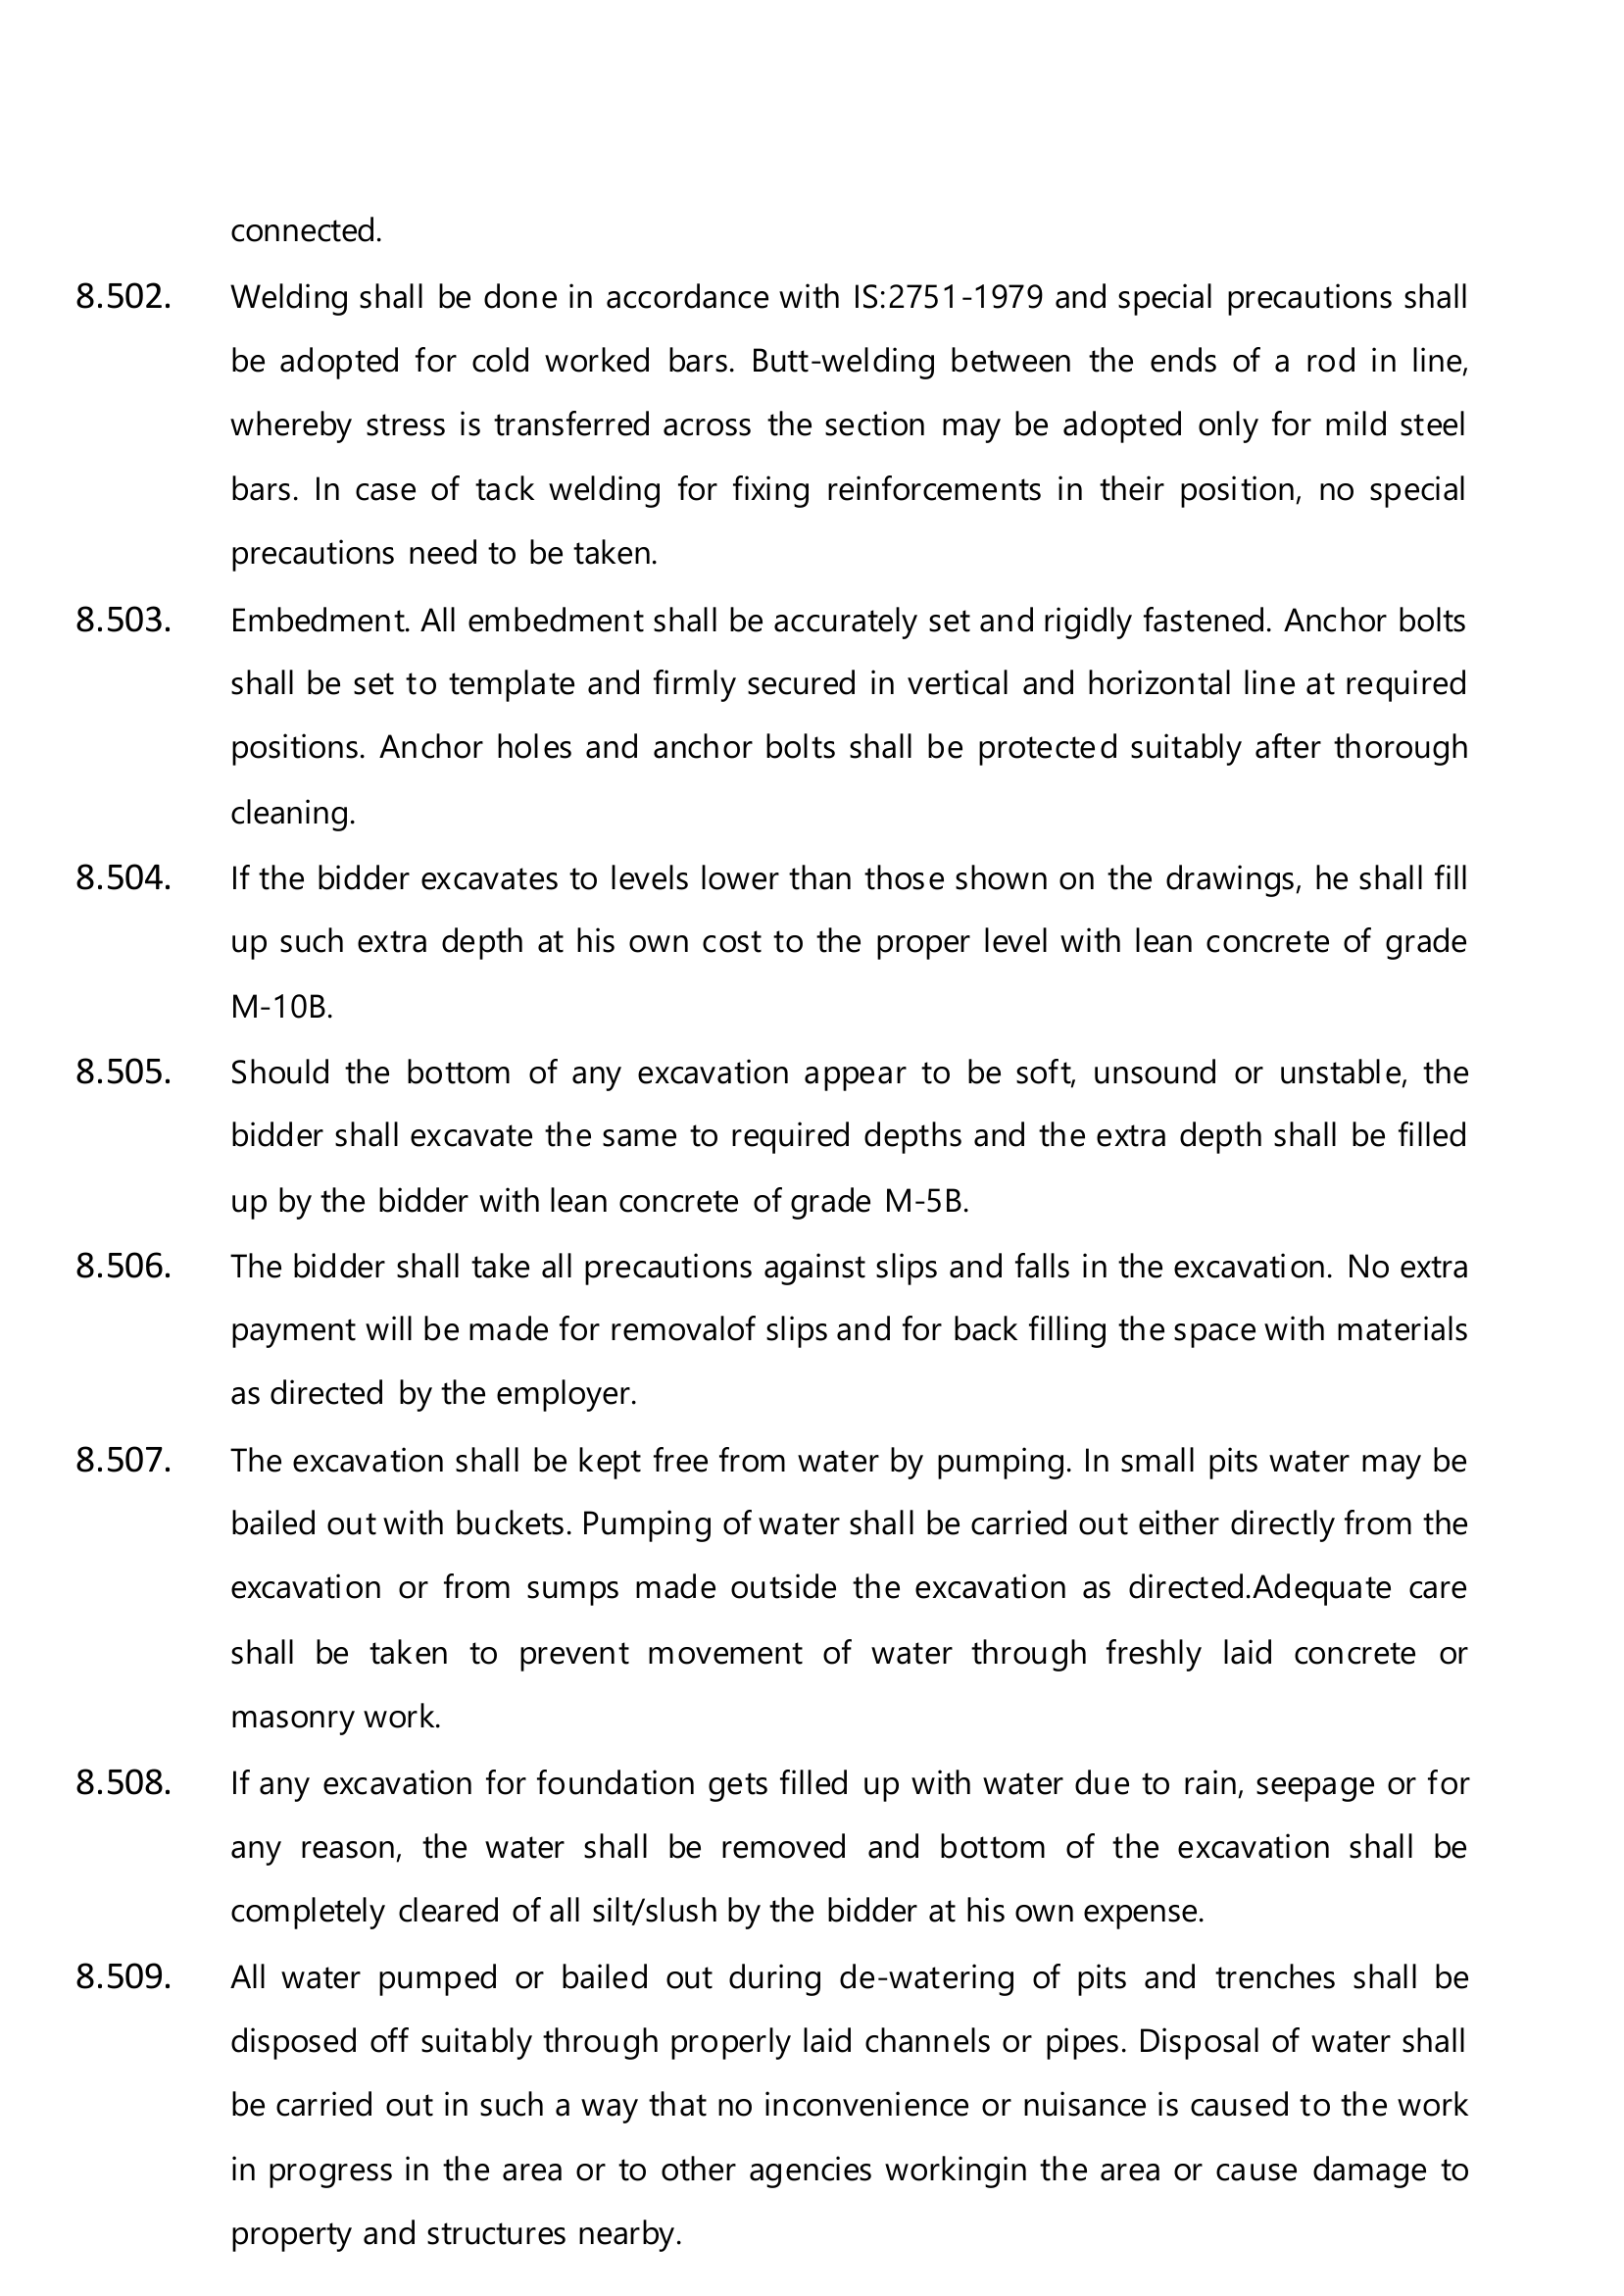 connected.
8.502. Welding shall be done in accordance with IS:2751-1979 and special precautions shall
be adopted for cold worked bars. Butt-welding between the ends of a rod in line,
whereby stress is transferred across the section may be adopted only for mild steel
bars. In case of tack welding for fixing reinforcements in their position, no special
precautions need to be taken.
8.503. Embedment. All embedment shall be accurately set and rigidly fastened. Anchor bolts
shall be set to template and firmly secured in vertical and horizontal line at required
positions. Anchor holes and anchor bolts shall be protected suitably after thorough
cleaning.
8.504. If the bidder excavates to levels lower than those shown on the drawings, he shall fill
up such extra depth at his own cost to the proper level with lean concrete of grade
M-10B.
8.505. Should the bottom of any excavation appear to be soft, unsound or unstable, the
bidder shall excavate the same to required depths and the extra depth shall be filled
up by the bidder with lean concrete of grade M-5B.
8.506. The bidder shall take all precautions against slips and falls in the excavation. No extra
payment will be made for removalof slips and for back filling the space with materials
as directed by the employer.
8.507. The excavation shall be kept free from water by pumping. In small pits water may be
bailed out with buckets. Pumping of water shall be carried out either directly from the
excavation or from sumps made outside the excavation as directed.Adequate care
shall be taken to prevent movement of water through freshly laid concrete or
masonry work.
8.508. If any excavation for foundation gets filled up with water due to rain, seepage or for
any reason, the water shall be removed and bottom of the excavation shall be
completely cleared of all silt/slush by the bidder at his own expense.
8.509. All water pumped or bailed out during de-watering of pits and trenches shall be
disposed off suitably through properly laid channels or pipes. Disposal of water shall
be carried out in such a way that no inconvenience or nuisance is caused to the work
in progress in the area or to other agencies workingin the area or cause damage to
property and structures nearby.